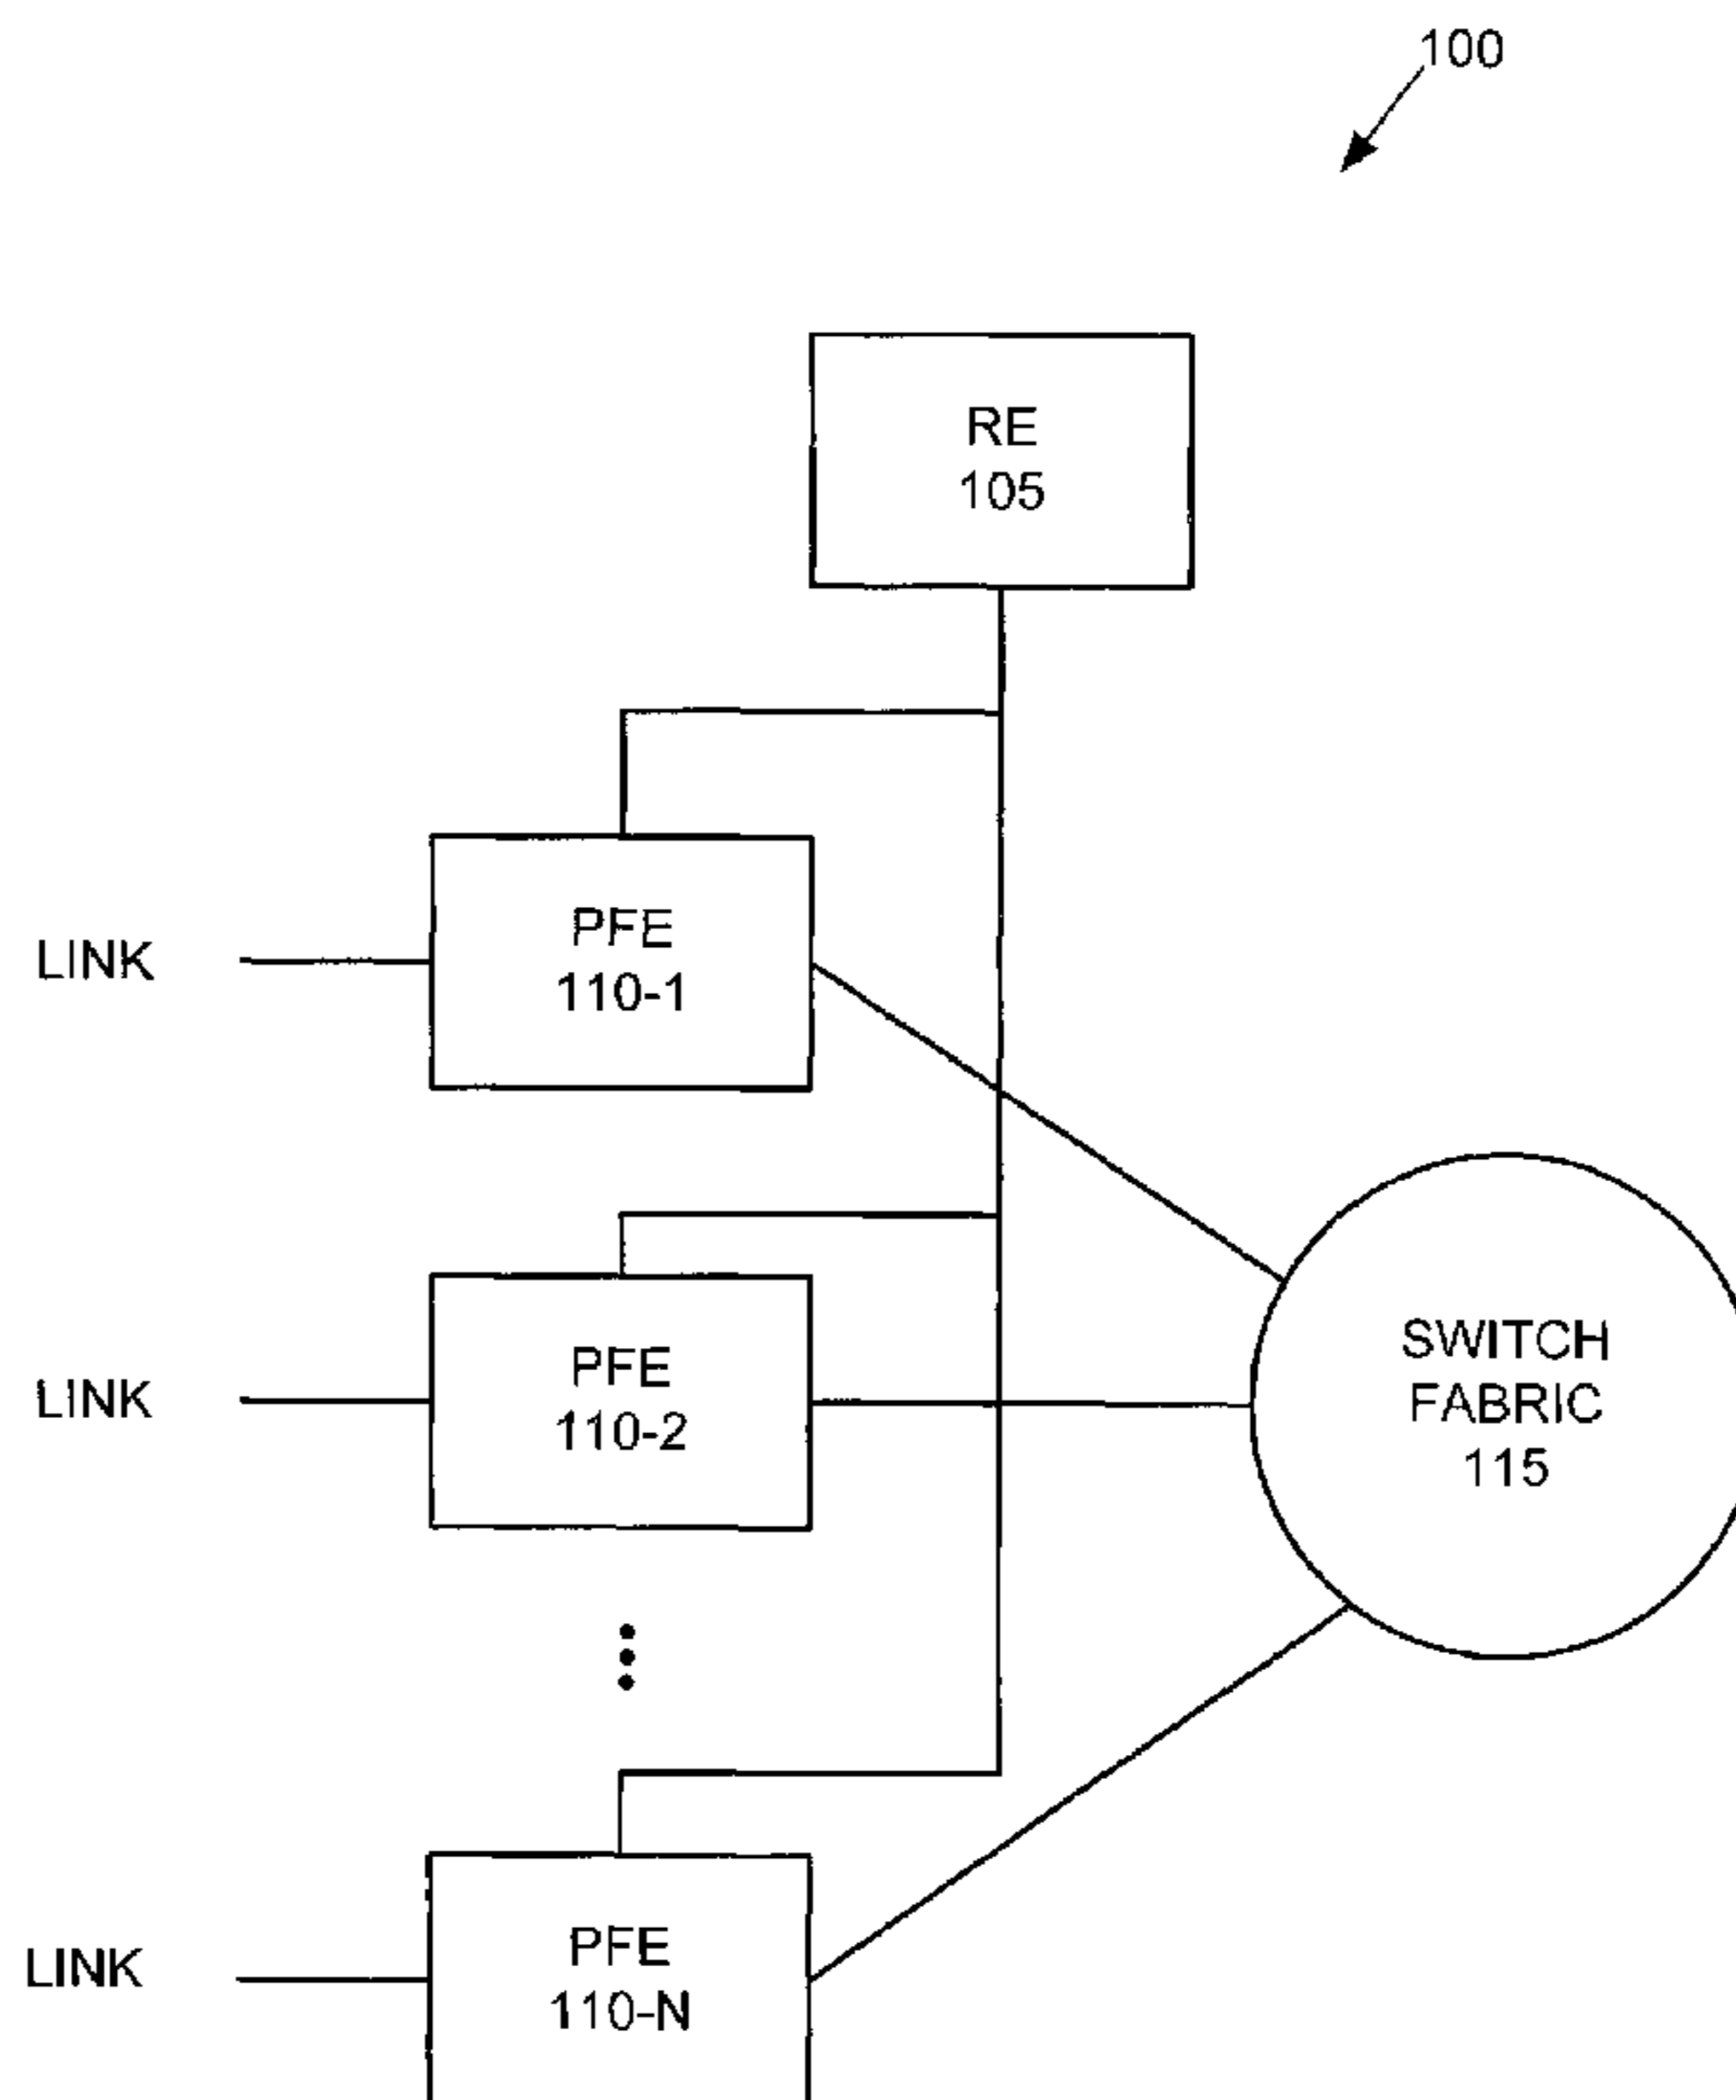 100
RE
105
LINK
PFE
110-1
LINK
PFE
110-2
SWITCH
FABRIC
115
LINK
PFE
110-N